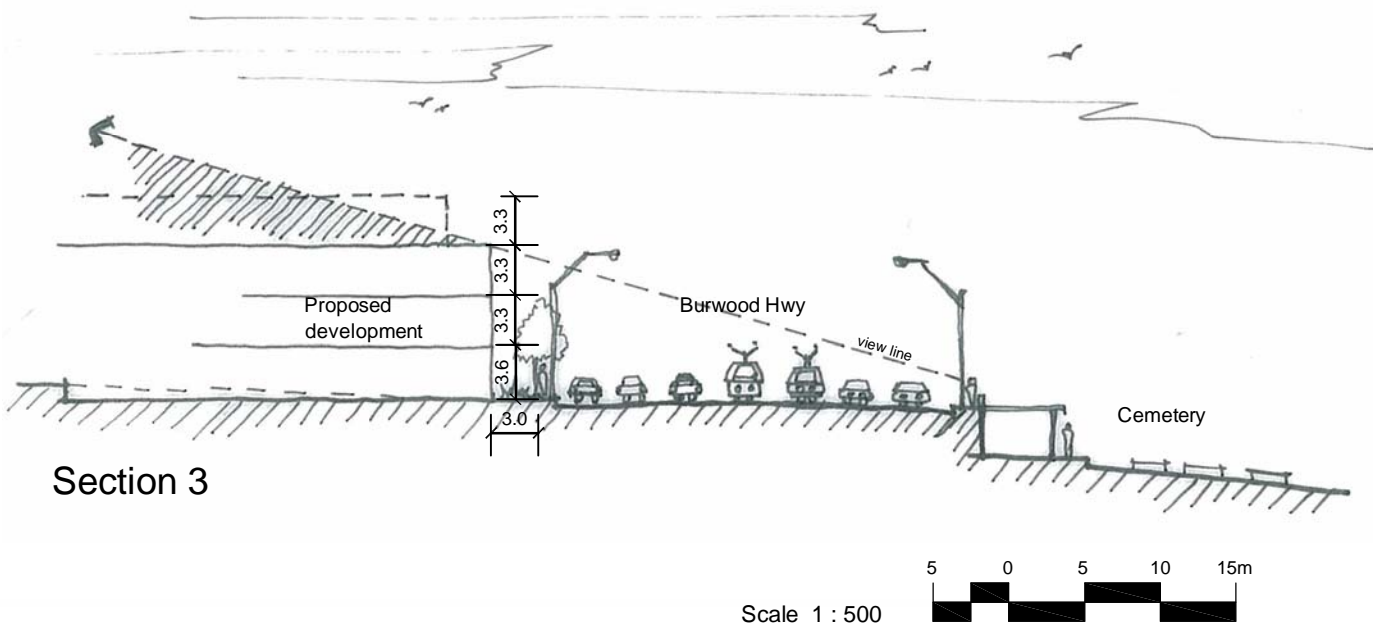 3.3
3.3
3.3
3.6
3.0
Proposed
development
Burwood Hwy
view line
Cemetery
Section 3
5 0 5 10 15m
Scale 1 : 500